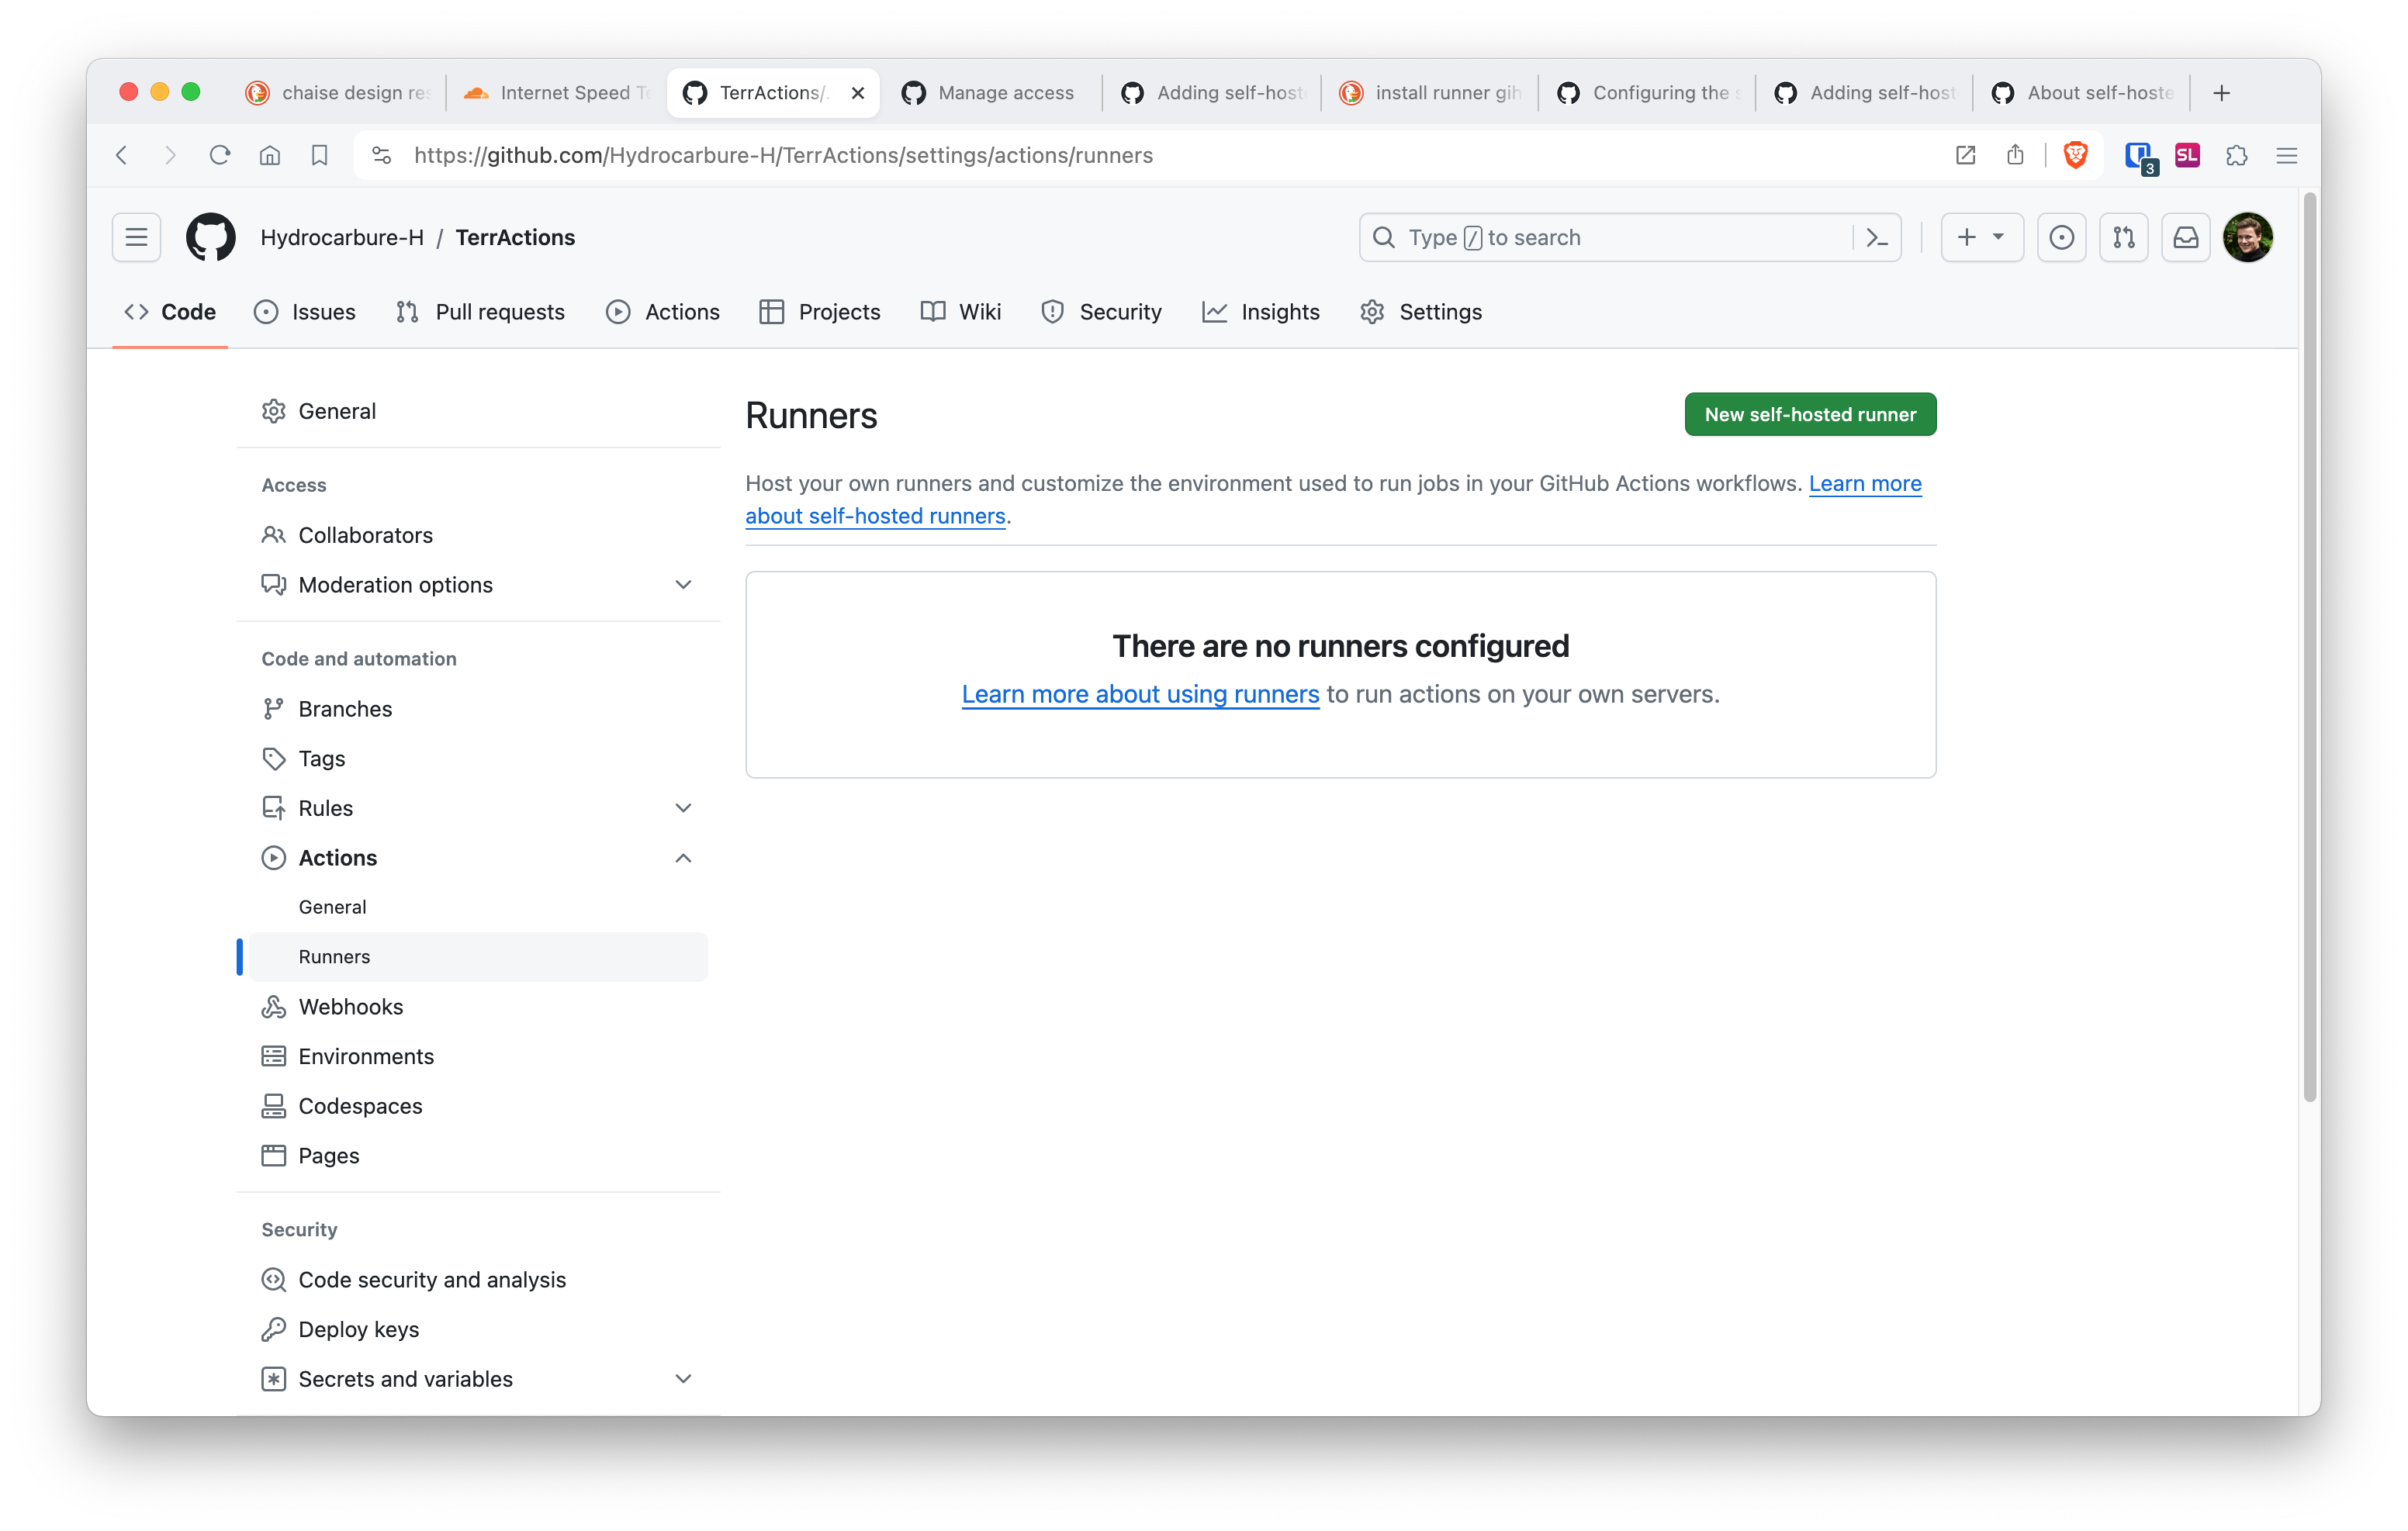 chaise design res
Internet Speed Te
TerrActions/.
Manage access
Adding self-host
install runner gih
Configuring the s
Adding self-host
About self-hoste
https://github.com/Hydrocarbure-H/TerrActions/settings/actions/runners
3
SL
Hydrocarbure-H / TerrActions
Type / to search
Code
Issues
Pull requests
Actions
Projects
Wiki
Security
Insights
Settings
General
Access
Collaborators
Moderation options
Code and automation
Branches
Tags
Rules
Actions
General
Runners
Webhooks
Environments
Codespaces
Pages
Security
Code security and analysis
Deploy keys
Secrets and variables
Runners
New self-hosted runner
Host your own runners and customize the environment used to run jobs in your GitHub Actions workflows. Learn more
about self-hosted runners.
There are no runners configured
Learn more about using runners to run actions on your own servers.